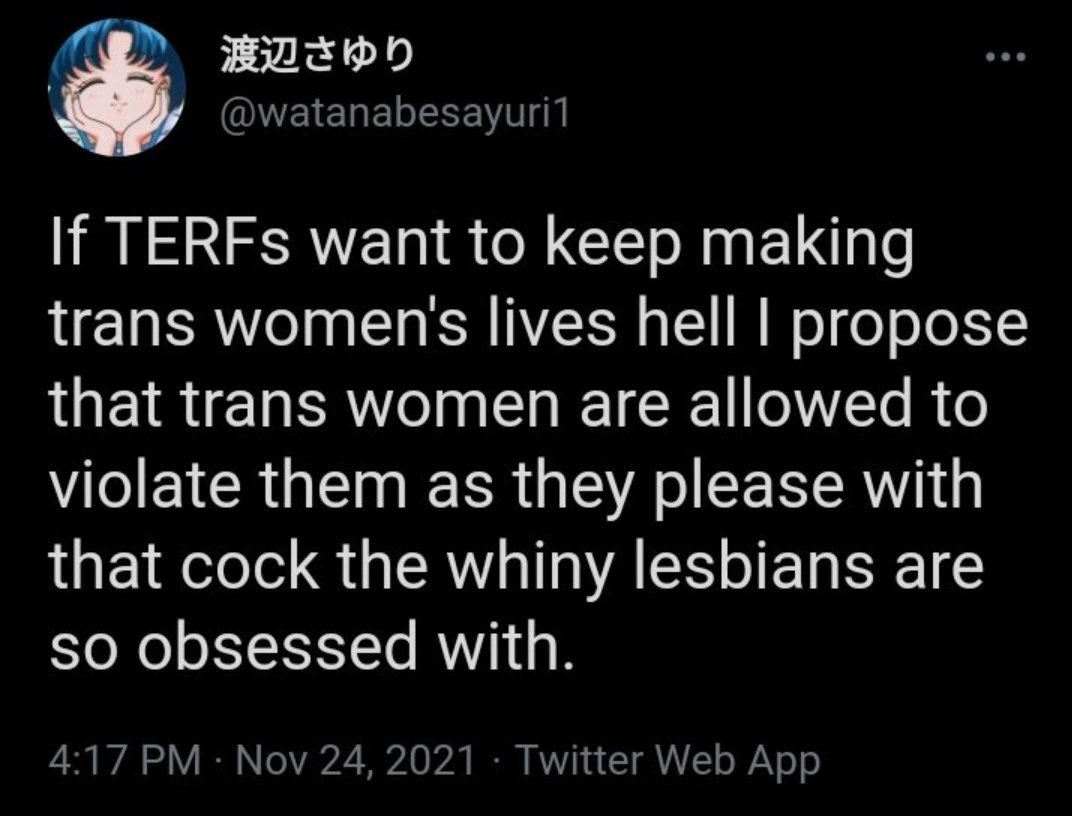 渡辺さゆり
@watanabesayuri1
If TERFs want to keep making
trans women's lives hell I propose
that trans women are allowed to
violate them as they please with
that cock the whiny lesbians are
so obsessed with.
4:17 PM · Nov 24, 2021 · Twitter Web App